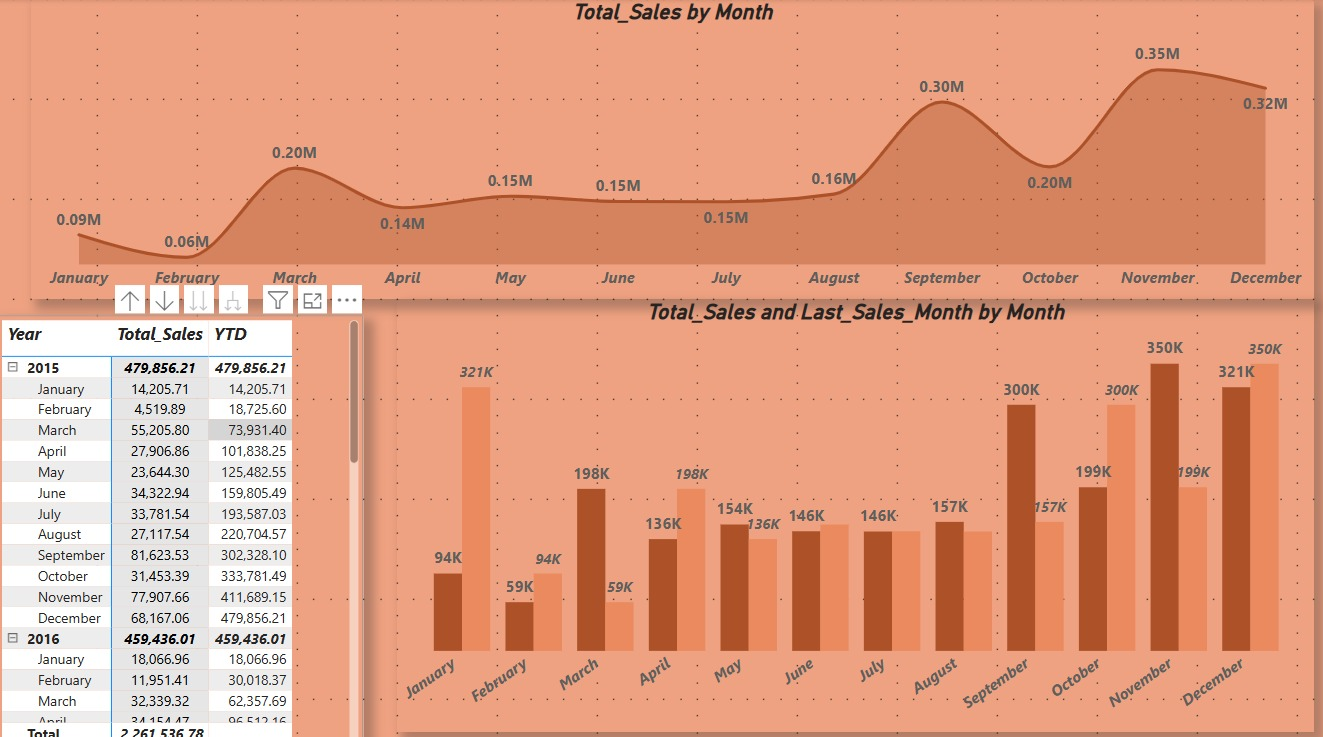 Total_Sales by Month
0.09M
0.06M
0.20M
0.14M
0.15M
0.15M
0.15M
0.16M
0.30M
0.20M
0.35M
0.32M
January February March April May June July August September October November December
Year Total_Sales YTD
2015 479,856.21 479,856.21
January 14,205.71 14,205.71
February 4,519.89 18,725.60
March 55,205.80 73,931.40
April 27,906.86 101,838.25
May 23,644.30 125,482.55
June 34,322.94 159,805.49
July 33,781.54 193,587.03
August 27,117.54 220,704.57
September 81,623.53 302,328.10
October 31,453.39 333,781.49
November 77,907.66 411,689.15
December 68,167.06 479,856.21
2016 459,436.01 459,436.01
January 18,066.96 18,066.96
February 11,951.41 30,018.37
March 32,339.32 62,357.69
April 34,154.47 96,512.16
Total 2,261,536.78
Total_Sales and Last_Sales_Month by Month
94K 321K
59K 94K
198K 59K
136K 198K
154K 136K
146K
146K
157K
300K 157K
199K 300K
350K 199K
321K 350K
January February March April May June July August September October November December